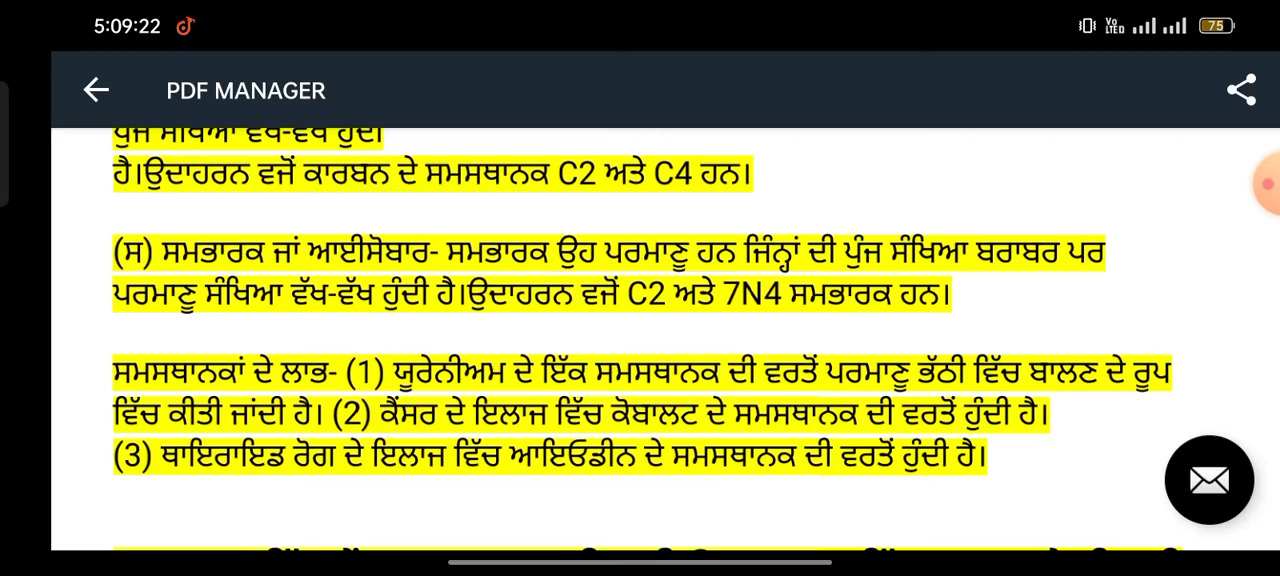 5:09:22
Vo LTE 75
PDF MANAGER
ਪੁੰਜ ਸੰਖਿਆ ਵੱਖ-ਵੱਖ ਹੁੰਦੀ
ਹੈ।ਉਦਾਹਰਨ ਵਜੋਂ ਕਾਰਬਨ ਦੇ ਸਮਸਥਾਨਕ C2 ਅਤੇ C4 ਹਨ।
(ਸ) ਸਮਭਾਰਕ ਜਾਂ ਆਈਸੋਬਾਰ- ਸਮਭਾਰਕ ਉਹ ਪਰਮਾਣੂ ਹਨ ਜਿੰਨ੍ਹਾਂ ਦੀ ਪੁੰਜ ਸੰਖਿਆ ਬਰਾਬਰ ਪਰ
ਪਰਮਾਣੂ ਸੰਖਿਆ ਵੱਖ-ਵੱਖ ਹੁੰਦੀ ਹੈ।ਉਦਾਹਰਨ ਵਜੋਂ C2 ਅਤੇ 7N4 ਸਮਭਾਰਕ ਹਨ।
ਸਮਸਥਾਨਕਾਂ ਦੇ ਲਾਭ- (1) ਯੂਰੇਨੀਅਮ ਦੇ ਇੱਕ ਸਮਸਥਾਨਕ ਦੀ ਵਰਤੋਂ ਪਰਮਾਣੂ ਭੱਠੀ ਵਿੱਚ ਬਾਲਣ ਦੇ ਰੂਪ
ਵਿੱਚ ਕੀਤੀ ਜਾਂਦੀ ਹੈ। (2) ਕੈਂਸਰ ਦੇ ਇਲਾਜ ਵਿੱਚ ਕੋਬਾਲਟ ਦੇ ਸਮਸਥਾਨਕ ਦੀ ਵਰਤੋਂ ਹੁੰਦੀ ਹੈ।
(3) ਥਾਇਰਾਇਡ ਰੋਗ ਦੇ ਇਲਾਜ ਵਿੱਚ ਆਇਓਡੀਨ ਦੇ ਸਮਸਥਾਨਕ ਦੀ ਵਰਤੋਂ ਹੁੰਦੀ ਹੈ।